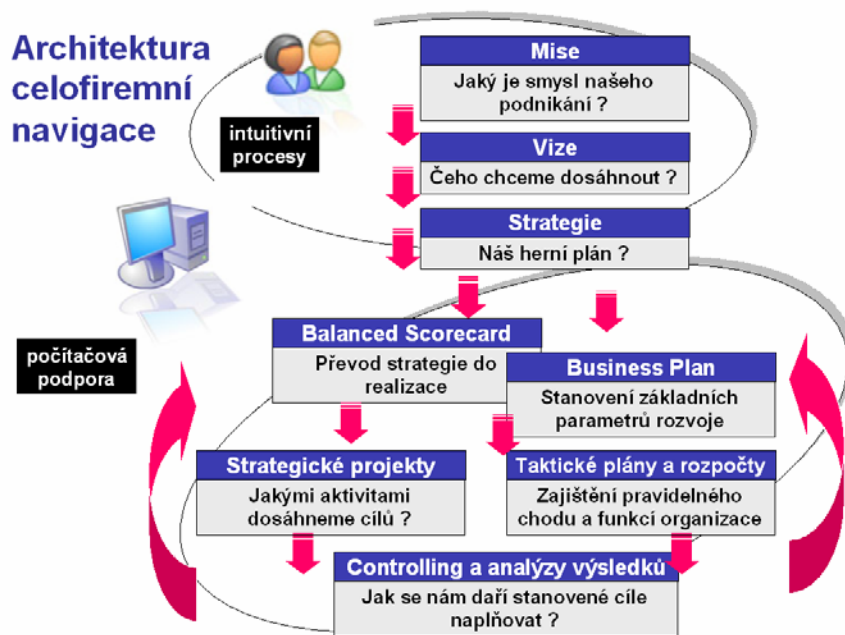 Architektura
celofiremní
navigace
intuitivní
procesy
Mise
Jaký je smysl našeho
podnikání ?
Vize
Čeho chceme dosáhnout ?
Strategie
Náš herní plán ?
počítačová
podpora
Balanced Scorecard
Převod strategie do
realizace
Business Plan
Stanovení základních
parametrů rozvoje
Strategické projekty
Jakými aktivitami
dosáhneme cílů ?
Taktické plány a rozpočty
Zajištění pravidelného
chodu a funkcí organizace
Controlling a analýzy výsledků
Jak se nám daří stanovené cíle
naplňovat ?